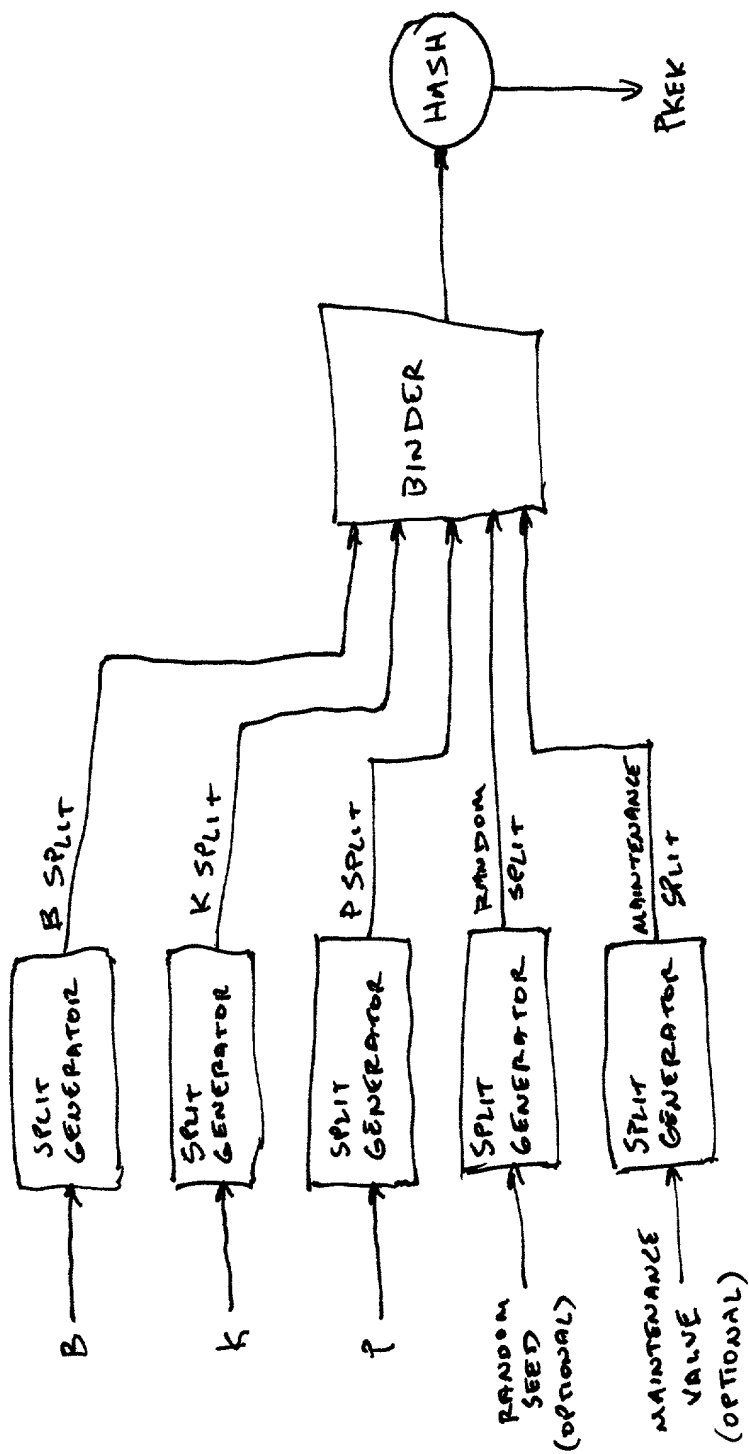 B
SPLIT
GENERATOR
B SPLIT
K
SPLIT
GENERATOR
K SPLIT
P
SPLIT
GENERATOR
P SPLIT
RANDOM
SEED
(OPTIONAL)
SPLIT
GENERATOR
RANDOM
SPLIT
MAINTENANCE
VALUE
(OPTIONAL)
SPLIT
GENERATOR
MAINTENANCE
SPLIT
BINDER
HASH
PKEK